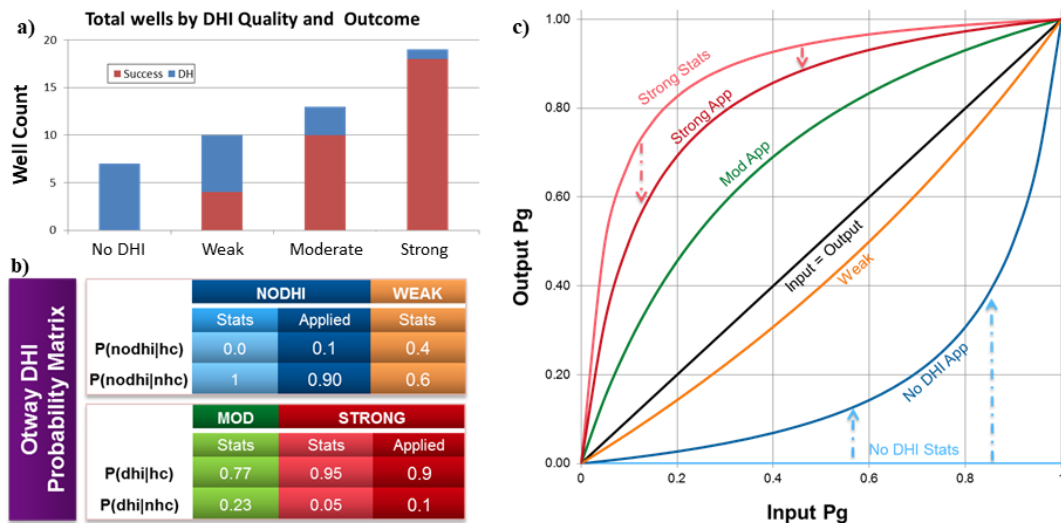 a)
Total wells by DHI Quality and Outcome
Success
DH
Well Count
20
15
10
5
0
No DHI
Weak
Moderate
Strong
b)
Otway DHI
Probability Matrix
NODHI WEAK
Stats Applied Stats
P(nodhi|hc) 0.0 0.1 0.4
P(nodhi|nhc) 1 0.90 0.6
MOD STRONG
Stats Stats Applied
P(dhi|hc) 0.77 0.95 0.9
P(dhi|nhc) 0.23 0.05 0.1
c)
Output Pg
1.00
0.80
0.60
0.40
0.20
0.00
Strong Stats
Strong App
Mod App
Input = Output
Weak
No DHI App
No DHI Stats
0
0.2
0.4
0.6
0.8
1
Input Pg